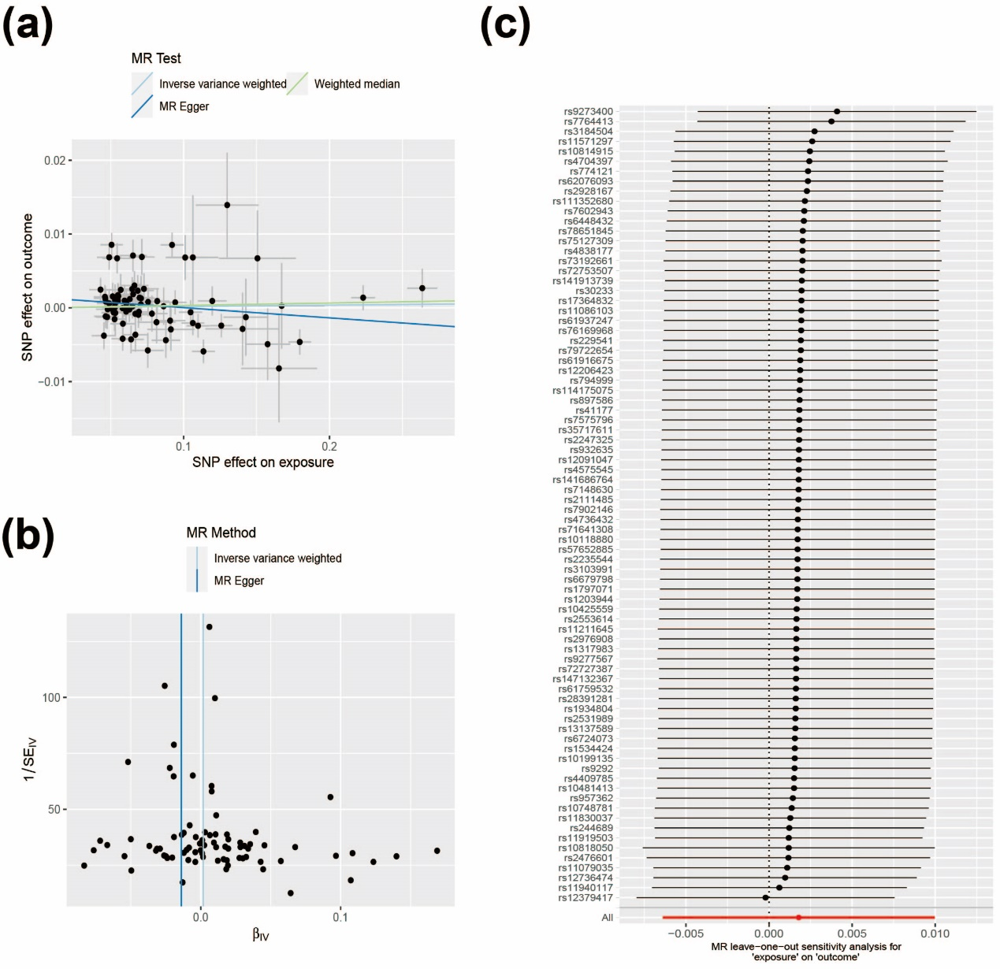 (a)
MR Test
Inverse variance weighted
Weighted median
MR Egger
0.02
0.01
0.00
−0.01
SNP effect on outcome
0.1
0.2
SNP effect on exposure
(b)
MR Method
Inverse variance weighted
MR Egger
100
50
1/SEIV
0.0
0.1
βIV
(c)
rs9273400
rs7764413
rs3184504
rs11571297
rs10814915
rs4704397
rs774121
rs62076093
rs2928167
rs111352680
rs7602943
rs6448432
rs78651845
rs75127309
rs4838177
rs73192661
rs72753507
rs141913739
rs30233
rs17364832
rs11086103
rs61937247
rs76169968
rs229541
rs79722654
rs61916675
rs12206423
rs794999
rs114175075
rs897586
rs41177
rs7575796
rs35717611
rs2247325
rs932635
rs12091047
rs4575545
rs141686764
rs7148630
rs2111485
rs7902146
rs4736432
rs71641308
rs10118880
rs57652885
rs2235544
rs3103991
rs6679798
rs1797071
rs1203944
rs10425559
rs2553614
rs11211645
rs2976908
rs1317983
rs9277567
rs72727387
rs147132367
rs61759532
rs28391281
rs1934804
rs2531989
rs13137589
rs6724073
rs1534424
rs10199135
rs9292
rs4409785
rs10481413
rs957362
rs10748781
rs11830037
rs244689
rs11919503
rs10818050
rs2476601
rs11079035
rs12736474
rs11940117
rs12379417
All
−0.005
0.000
0.005
0.010
MR leave−one−out sensitivity analysis for
'exposure' on 'outcome'